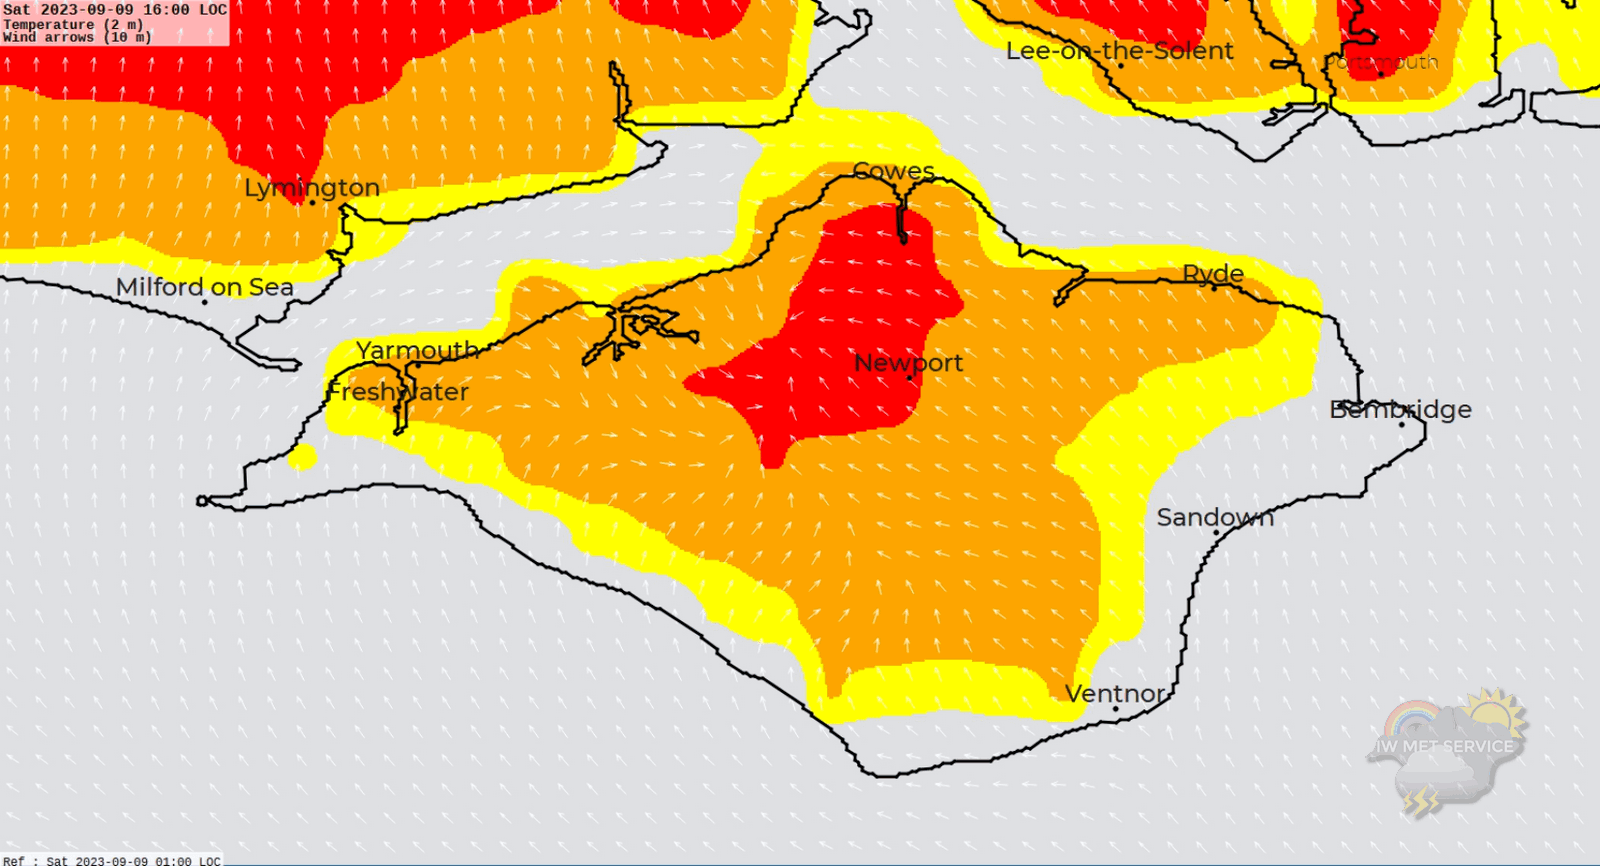 Sat 2023-09-09 16:00 LOC
Temperature (2 m)
Wind arrows (10 m)
Lee-on-the-Solent
Portsmouth
Cowes
Lymington
Ryde
Milford on Sea
Yarmouth
Newport
Freshwater
Bembridge
Sandown
Ventnor
IW MET SERVICE
Ref : Sat 2023-09-09 01:00 LOC